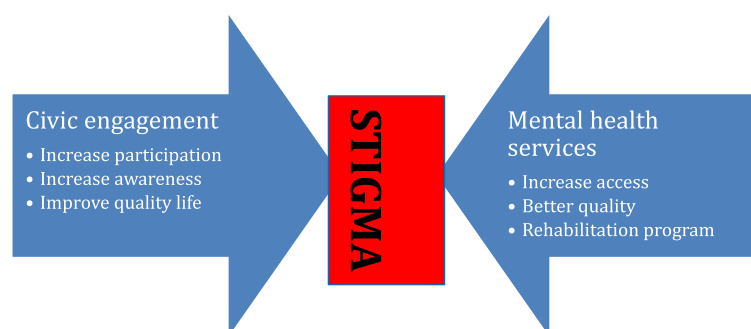 Civic engagement
• Increase participation
• Increase awareness
• Improve quality life
STIGMA
Mental health
services
• Increase access
• Better quality
• Rehabilitation program